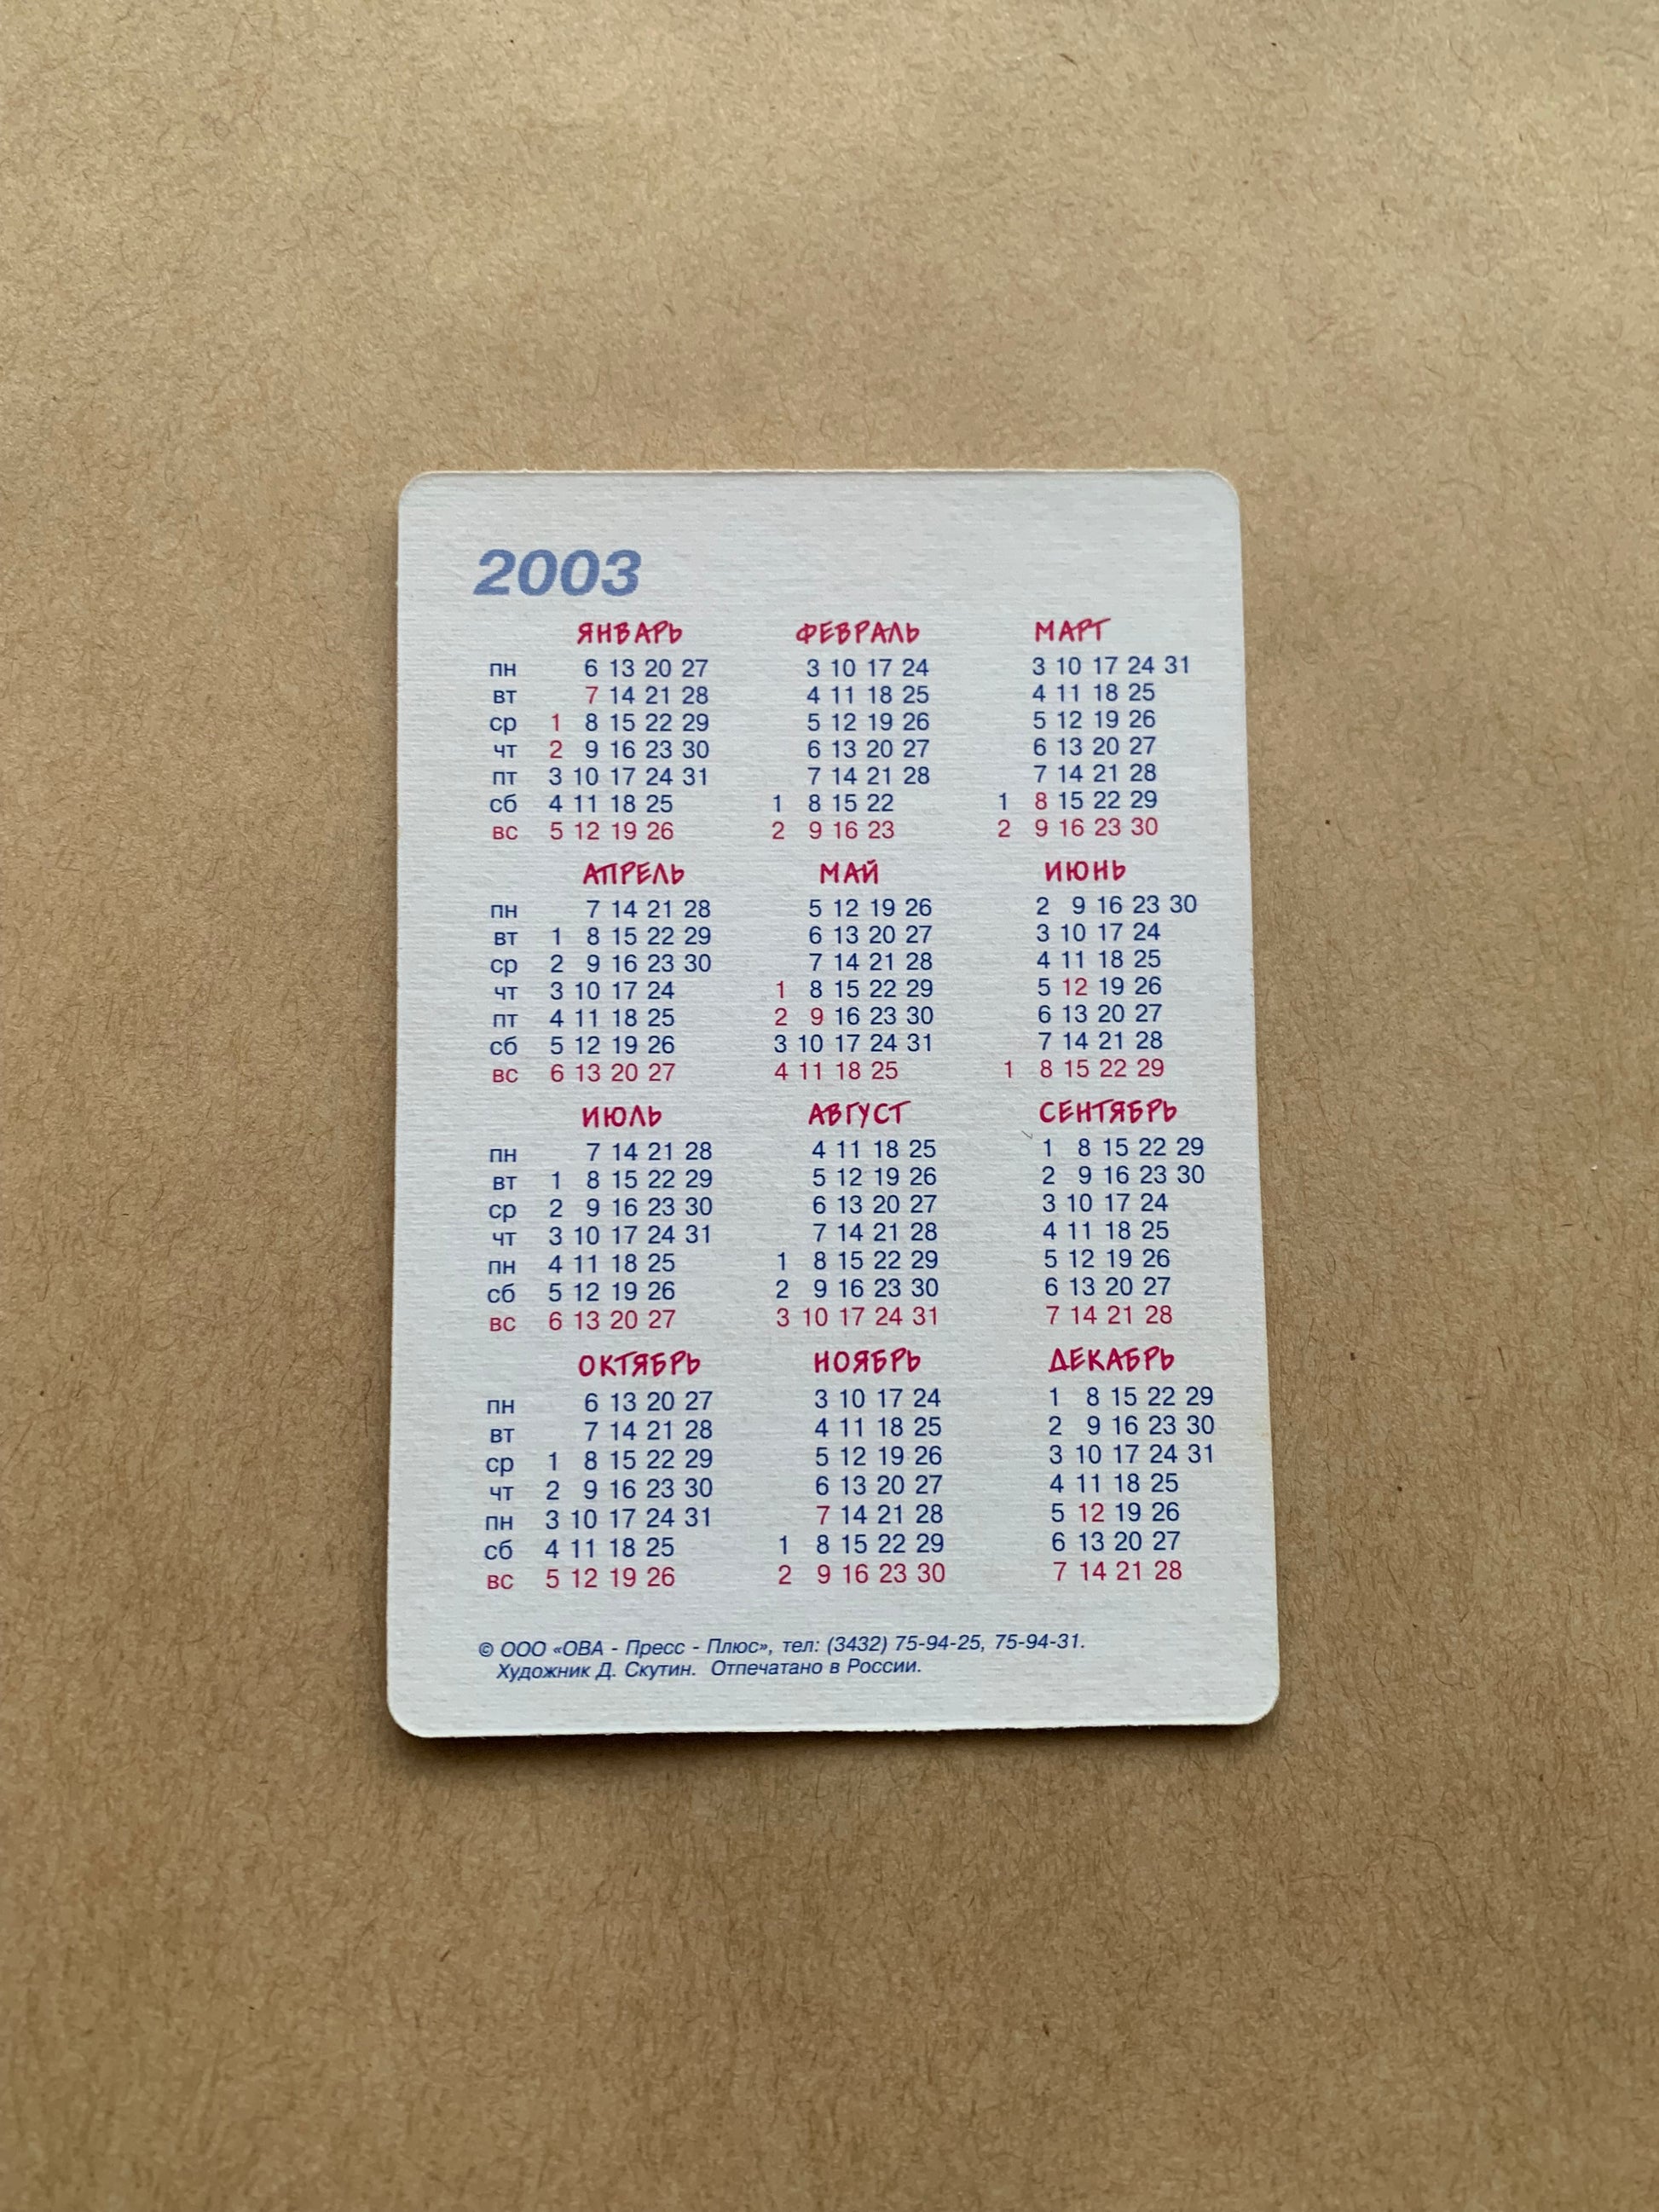 2003
ЯНВАРЬ ФЕВРАЛЬ МАРТ
пн 6 13 20 27 3 10 17 24 3 10 17 24 31
вт 7 14 21 28 4 11 18 25 4 11 18 25
ср 1 8 15 22 29 5 12 19 26 5 12 19 26
чт 2 9 16 23 30 6 13 20 27 6 13 20 27
пт 3 10 17 24 31 7 14 21 28 7 14 21 28
сб 4 11 18 25 1 8 15 22 1 8 15 22 29
вс 5 12 19 26 2 9 16 23 2 9 16 23 30
АПРЕЛЬ МАЙ ИЮНЬ
пн 7 14 21 28 5 12 19 26 2 9 16 23 30
вт 1 8 15 22 29 6 13 20 27 3 10 17 24
ср 2 9 16 23 30 7 14 21 28 4 11 18 25
чт 3 10 17 24 1 8 15 22 29 5 12 19 26
пт 4 11 18 25 2 9 16 23 30 6 13 20 27
сб 5 12 19 26 3 10 17 24 31 7 14 21 28
вс 6 13 20 27 4 11 18 25 1 8 15 22 29
ИЮЛЬ АВГУСТ СЕНТЯБРЬ
пн 7 14 21 28 4 11 18 25 1 8 15 22 29
вт 1 8 15 22 29 5 12 19 26 2 9 16 23 30
ср 2 9 16 23 30 6 13 20 27 3 10 17 24
чт 3 10 17 24 31 7 14 21 28 4 11 18 25
пн 4 11 18 25 1 8 15 22 29 5 12 19 26
сб 5 12 19 26 2 9 16 23 30 6 13 20 27
вс 6 13 20 27 3 10 17 24 31 7 14 21 28
ОКТЯБРЬ НОЯБРЬ ДЕКАБРЬ
пн 6 13 20 27 3 10 17 24 1 8 15 22 29
вт 7 14 21 28 4 11 18 25 2 9 16 23 30
ср 1 8 15 22 29 5 12 19 26 3 10 17 24 31
чт 2 9 16 23 30 6 13 20 27 4 11 18 25
пн 3 10 17 24 31 7 14 21 28 5 12 19 26
сб 4 11 18 25 1 8 15 22 29 6 13 20 27
вс 5 12 19 26 2 9 16 23 30 7 14 21 28
© ООО «ОВА - Пресс - Плюс», тел: (3432) 75-94-25, 75-94-31.
Художник Д. Скутин. Отпечатано в России.